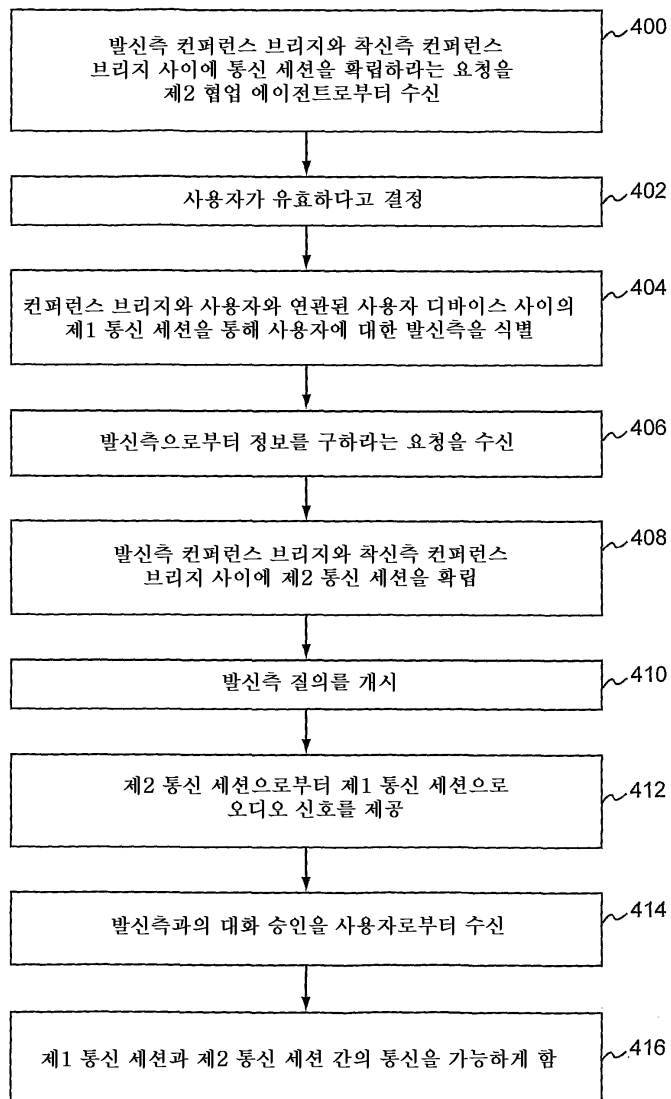 발신측 컨퍼런스 브리지와 착신측 컨퍼런스
브리지 사이에 통신 세션을 확립하라는 요청을
제2 협업 에이전트로부터 수신
400
사용자가 유효하다고 결정
402
컨퍼런스 브리지와 사용자와 연관된 사용자 디바이스 사이의
제1 통신 세션을 통해 사용자에 대한 발신측을 식별
404
발신측으로부터 정보를 구하라는 요청을 수신
406
발신측 컨퍼런스 브리지와 착신측 컨퍼런스
브리지 사이에 제2 통신 세션을 확립
408
발신측 질의를 개시
410
제2 통신 세션으로부터 제1 통신 세션으로
오디오 신호를 제공
412
발신측과의 대화 승인을 사용자로부터 수신
414
제1 통신 세션과 제2 통신 세션 간의 통신을 가능하게 함
416